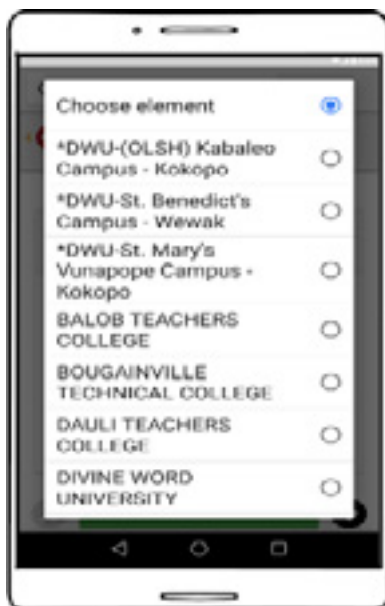 Choose element
*DWU-(OLSH) Kabaleo
Campus - Kokopo
*DWU-St. Benedict's
Campus - Wewak
*DWU-St. Mary's
Vunapope Campus -
Kokopo
BALOB TEACHERS
COLLEGE
BOUGAINVILLE
TECHNICAL COLLEGE
DAULI TEACHERS
COLLEGE
DIVINE WORD
UNIVERSITY